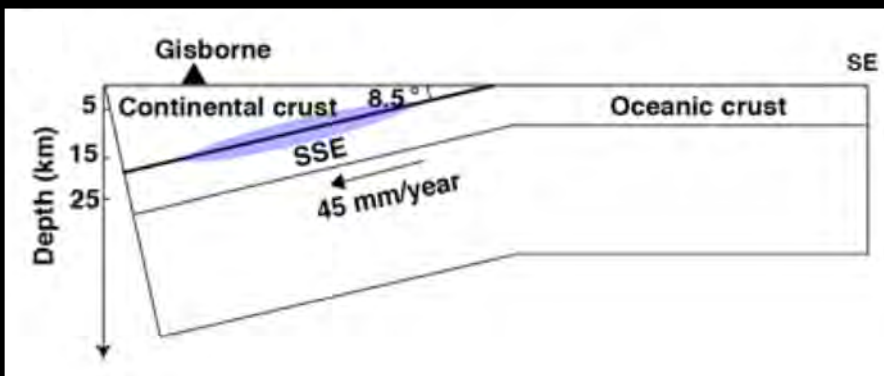 Gisborne
SE
5
Continental crust
8.5°
Oceanic crust
15
SSE
25
45 mm/year
Depth (km)